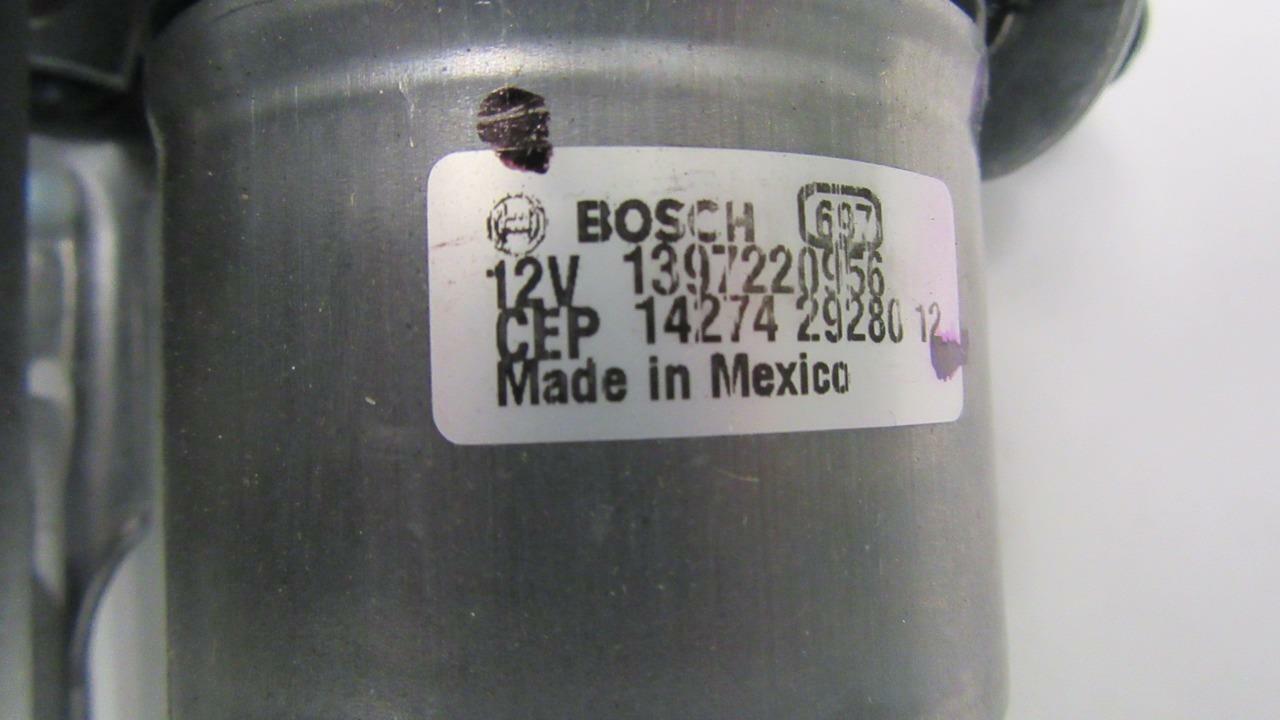 BOSCH 697
12V 1397220956
CEP 14274 29280 12
Made in Mexico